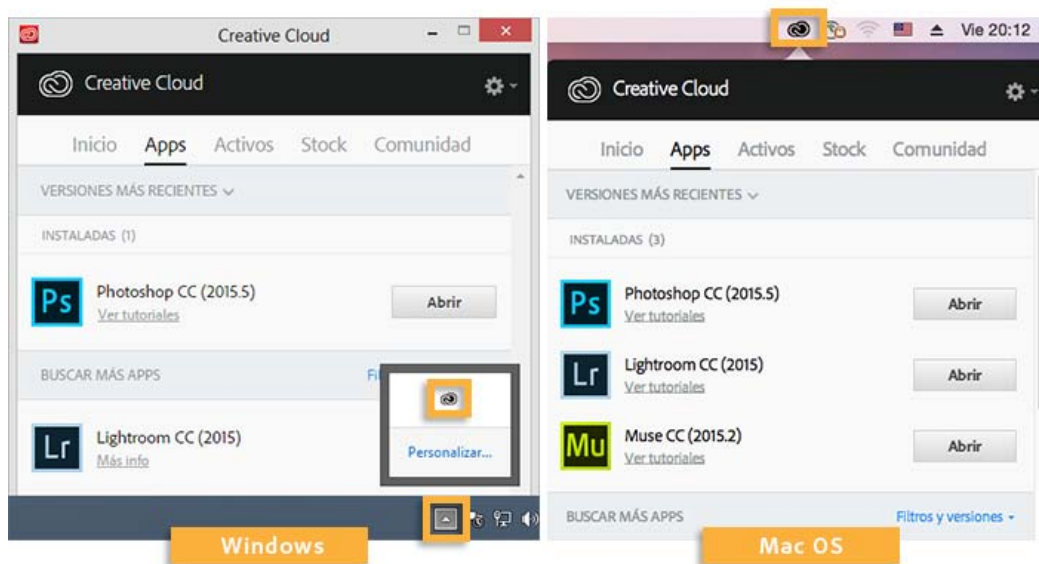 Creative Cloud
Creative Cloud
Inicio Apps Activos Stock Comunidad
VERSIONES MÁS RECIENTES
INSTALADAS (1)
Ps Photoshop CC (2015.5)
Ver tutoriales
Abrir
BUSCAR MÁS APPS
Lr Lightroom CC (2015)
Más info
Personalizar...
Windows
Vie 20:12
Creative Cloud
Inicio Apps Activos Stock Comunidad
VERSIONES MÁS RECIENTES
INSTALADAS (3)
Ps Photoshop CC (2015.5)
Ver tutoriales
Abrir
Lr Lightroom CC (2015)
Ver tutoriales
Abrir
Mu Muse CC (2015.2)
Ver tutoriales
Abrir
BUSCAR MÁS APPS Filtros y versiones
Mac OS